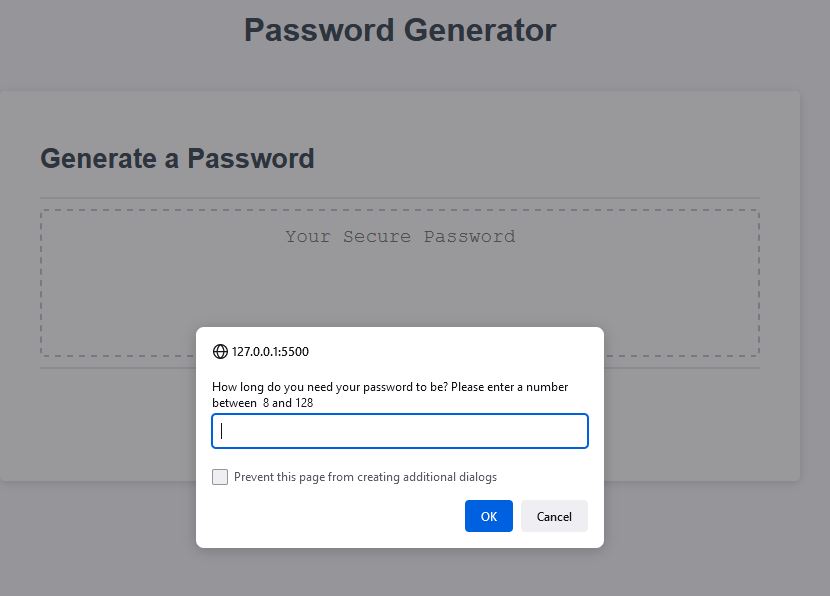 Password Generator
Generate a Password
Your Secure Password
127.0.0.1:5500
How long do you need your password to be? Please enter a number
between  8 and 128
Prevent this page from creating additional dialogs
OK
Cancel